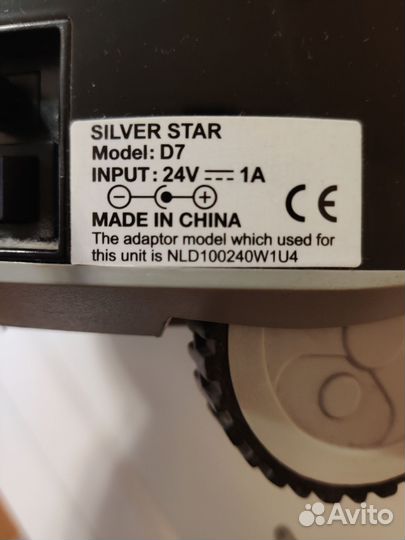 SILVER STAR
Model: D7
INPUT: 24V⎓1A
MADE IN CHINA
CE
The adaptor model which used for
this unit is NLD100240W1U4
Avito